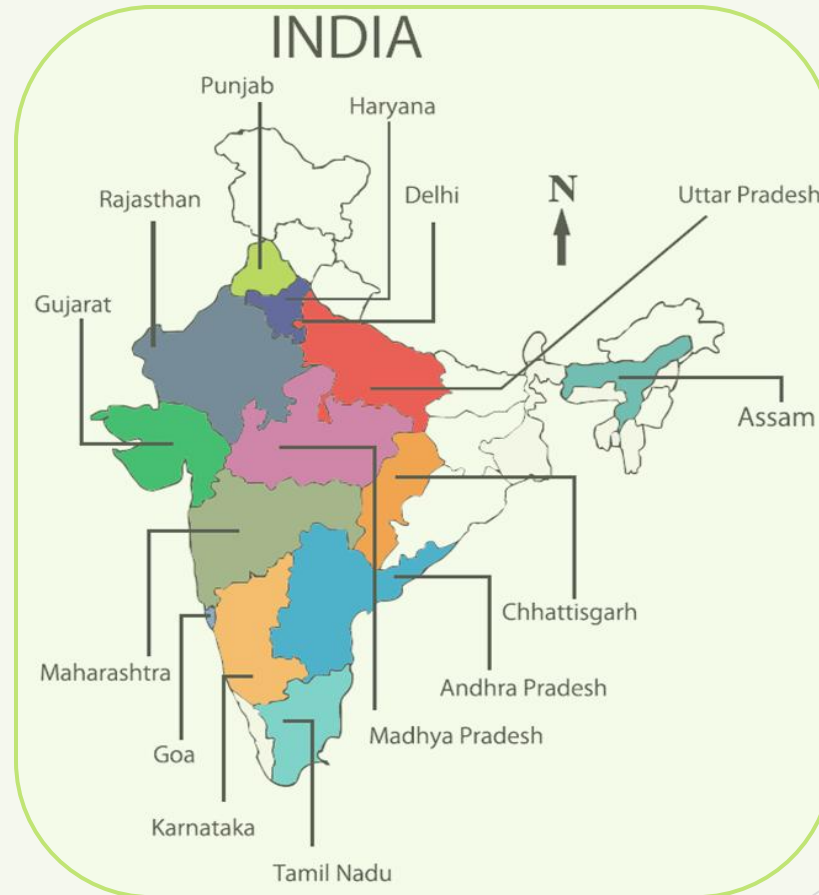 INDIA
Punjab
Haryana
Rajasthan
Delhi
N
Uttar Pradesh
Gujarat
Assam
Chhattisgarh
Maharashtra
Andhra Pradesh
Madhya Pradesh
Goa
Karnataka
Tamil Nadu